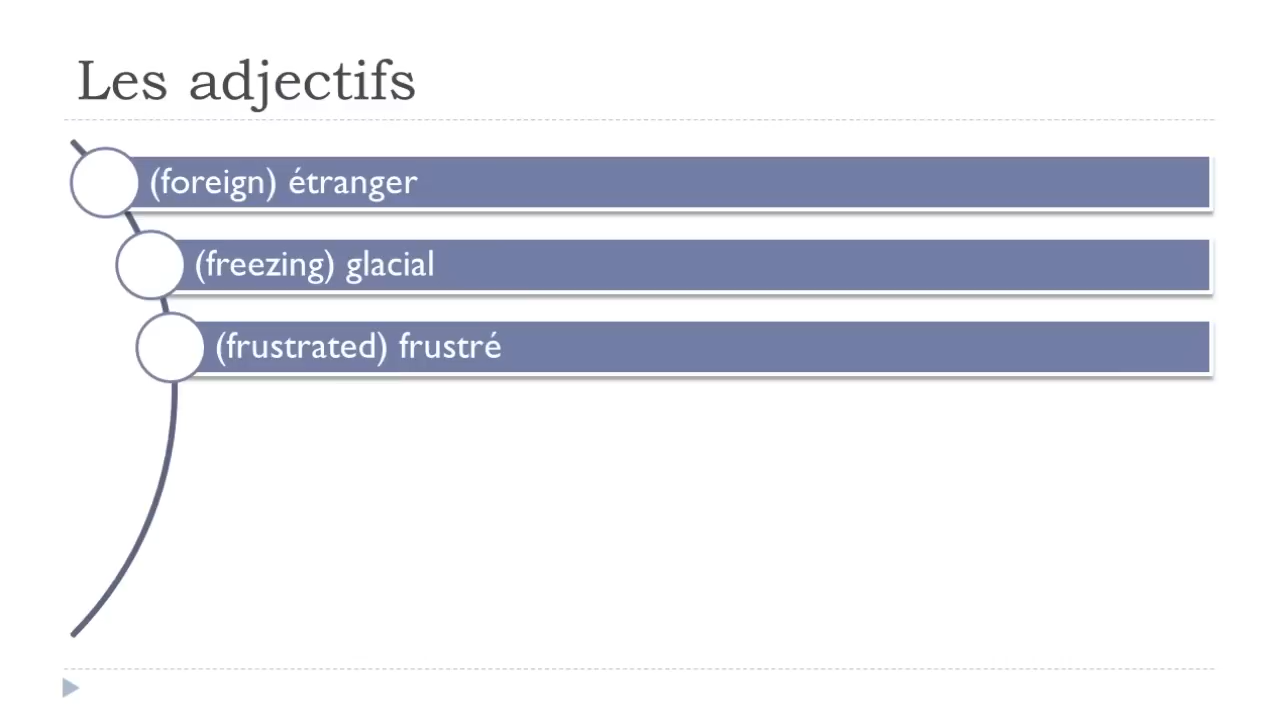 Les adjectifs
(foreign) étranger
(freezing) glacial
(frustrated) frustré